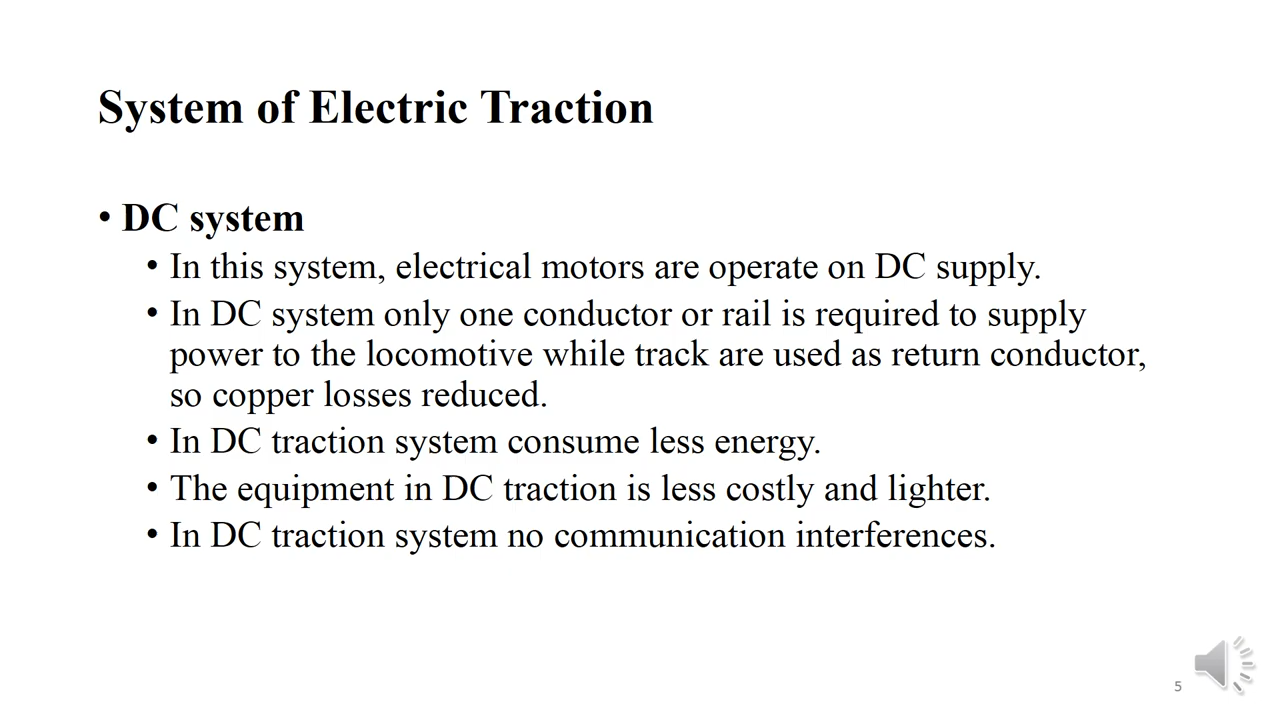 System of Electric Traction
• DC system
• In this system, electrical motors are operate on DC supply.
• In DC system only one conductor or rail is required to supply
power to the locomotive while track are used as return conductor,
so copper losses reduced.
• In DC traction system consume less energy.
• The equipment in DC traction is less costly and lighter.
• In DC traction system no communication interferences.
5